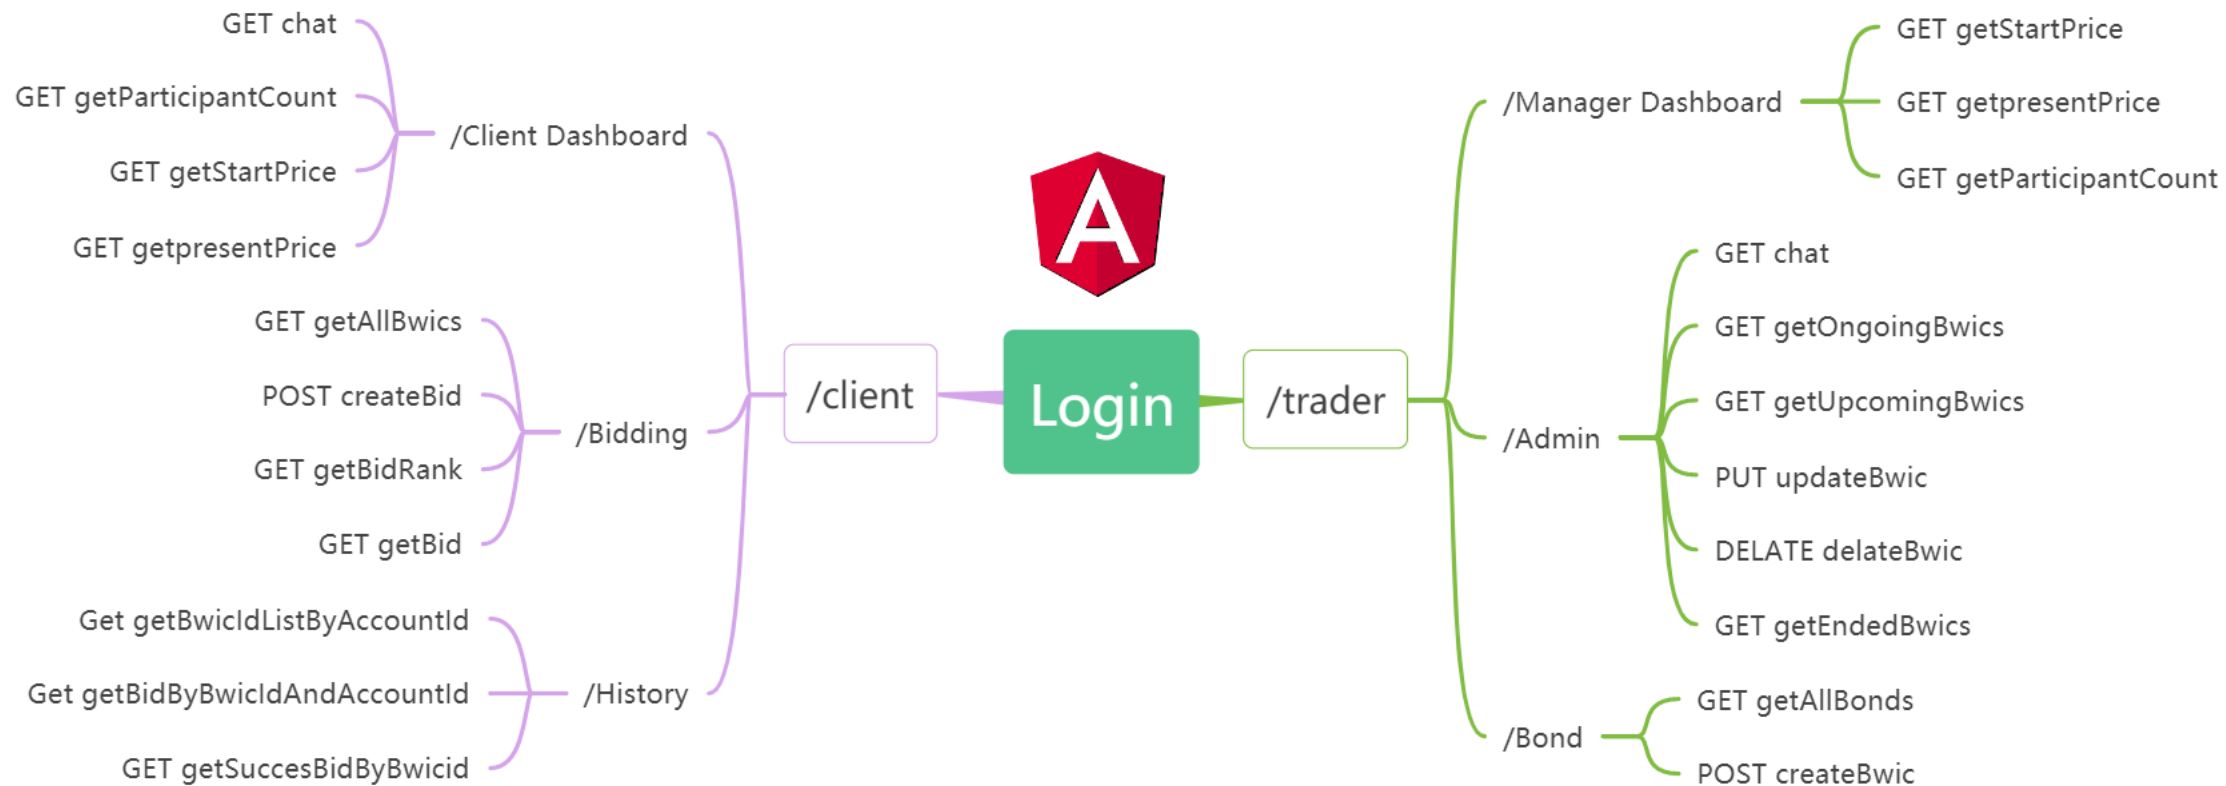 GET chat
GET getParticipantCount
GET getStartPrice
GET getpresentPrice
/Client Dashboard
GET getAllBwics
POST createBid
GET getBidRank
GET getBid
/Bidding
Get getBwicIdListByAccountId
Get getBidByBwicIdAndAccountId
GET getSuccesBidByBwicid
/History
/client
A
Login
/trader
/Manager Dashboard
GET getStartPrice
GET getpresentPrice
GET getParticipantCount
/Admin
GET chat
GET getOngoingBwics
GET getUpcomingBwics
PUT updateBwic
DELATE delateBwic
GET getEndedBwics
/Bond
GET getAllBonds
POST createBwic